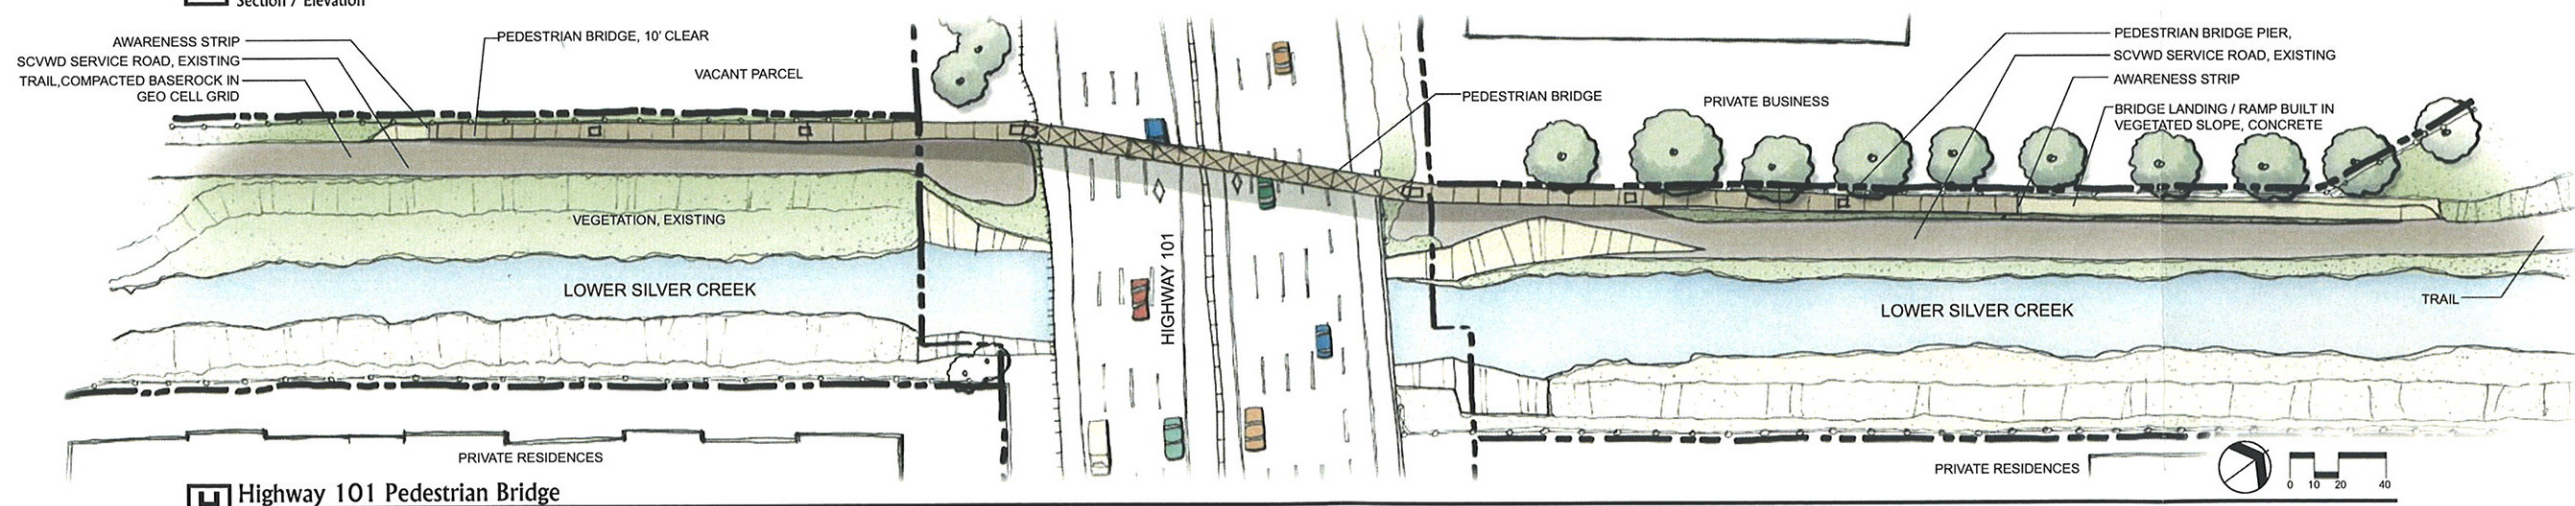 Section / Elevation
AWARENESS STRIP
SCVWD SERVICE ROAD, EXISTING
TRAIL,COMPACTED BASEROCK IN
GEO CELL GRID
PEDESTRIAN BRIDGE, 10' CLEAR
VACANT PARCEL
VEGETATION, EXISTING
LOWER SILVER CREEK
PRIVATE RESIDENCES
HIGHWAY 101
PEDESTRIAN BRIDGE
PRIVATE BUSINESS
PEDESTRIAN BRIDGE PIER,
SCVWD SERVICE ROAD, EXISTING
AWARENESS STRIP
BRIDGE LANDING / RAMP BUILT IN
VEGETATED SLOPE, CONCRETE
LOWER SILVER CREEK
TRAIL
PRIVATE RESIDENCES
0 10 20 40
H Highway 101 Pedestrian Bridge